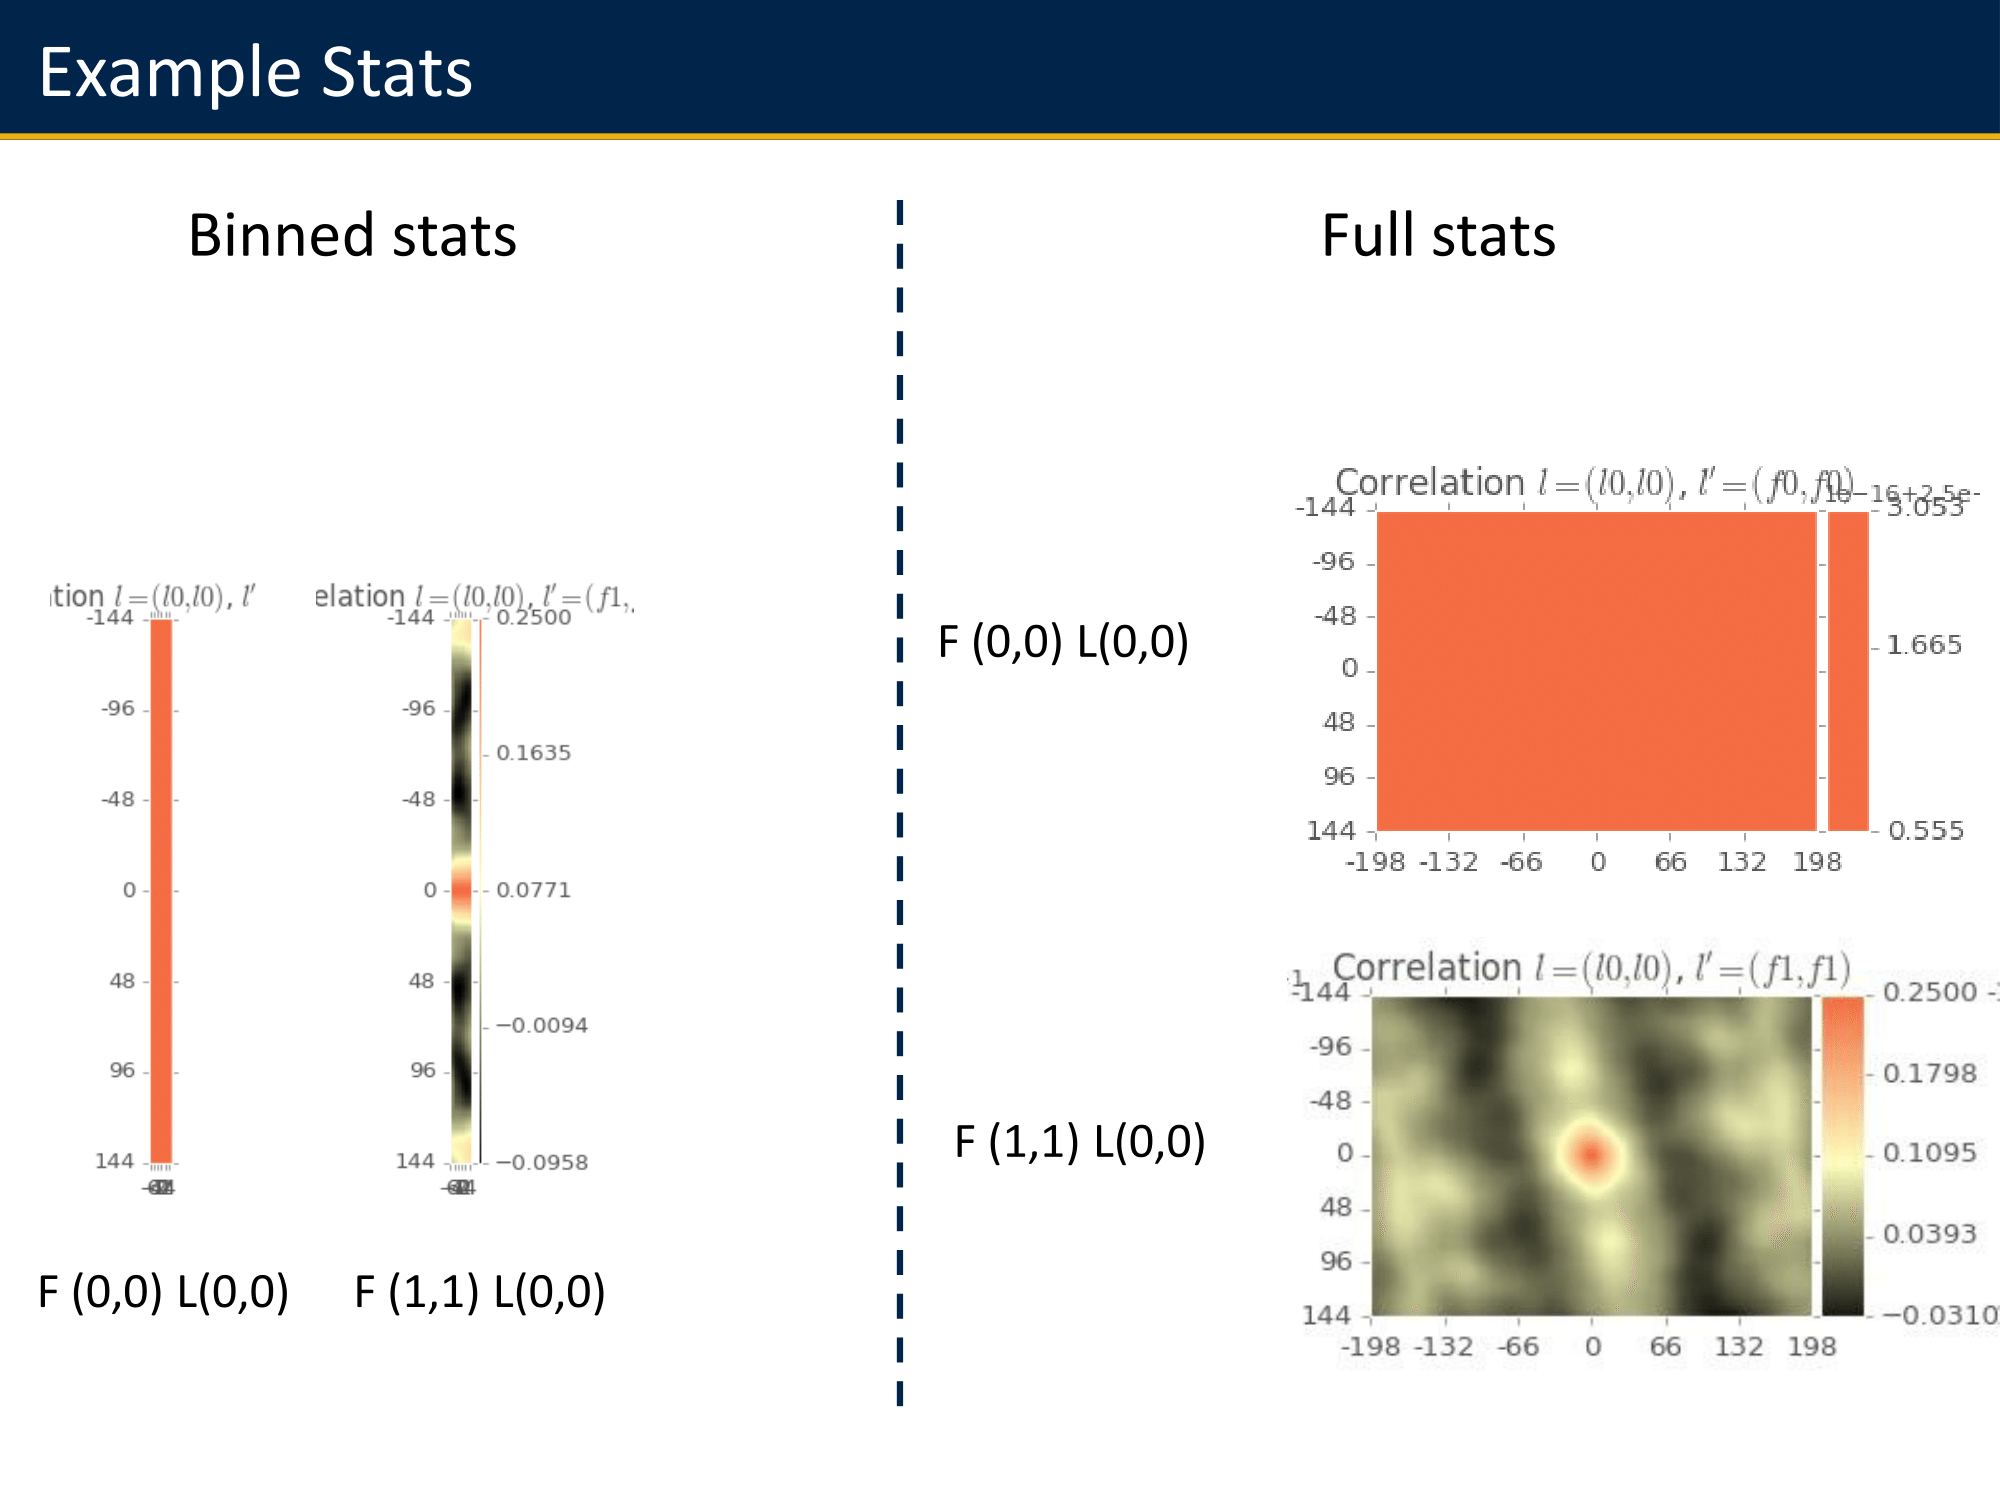 Example Stats
Binned stats
tion l=(l0,l0), l′
-144
-96
-48
0
48
96
144
F (0,0) L(0,0)
elation l=(l0,l0), l′=(f1,
-144
-96
-48
0
48
96
144
0.2500
0.1635
0.0771
−0.0094
−0.0958
F (1,1) L(0,0)
Full stats
F (0,0) L(0,0)
Correlation l=(l0,l0), l′=(f0,f0)
1e−16+2.5e-
-144
-96
-48
0
48
96
144
-198 -132 -66 0 66 132 198
3.053
1.665
0.555
F (1,1) L(0,0)
Correlation l=(l0,l0), l′=(f1,f1)
-144
-96
-48
0
48
96
144
-198 -132 -66 0 66 132 198
0.2500
0.1798
0.1095
0.0393
−0.0310